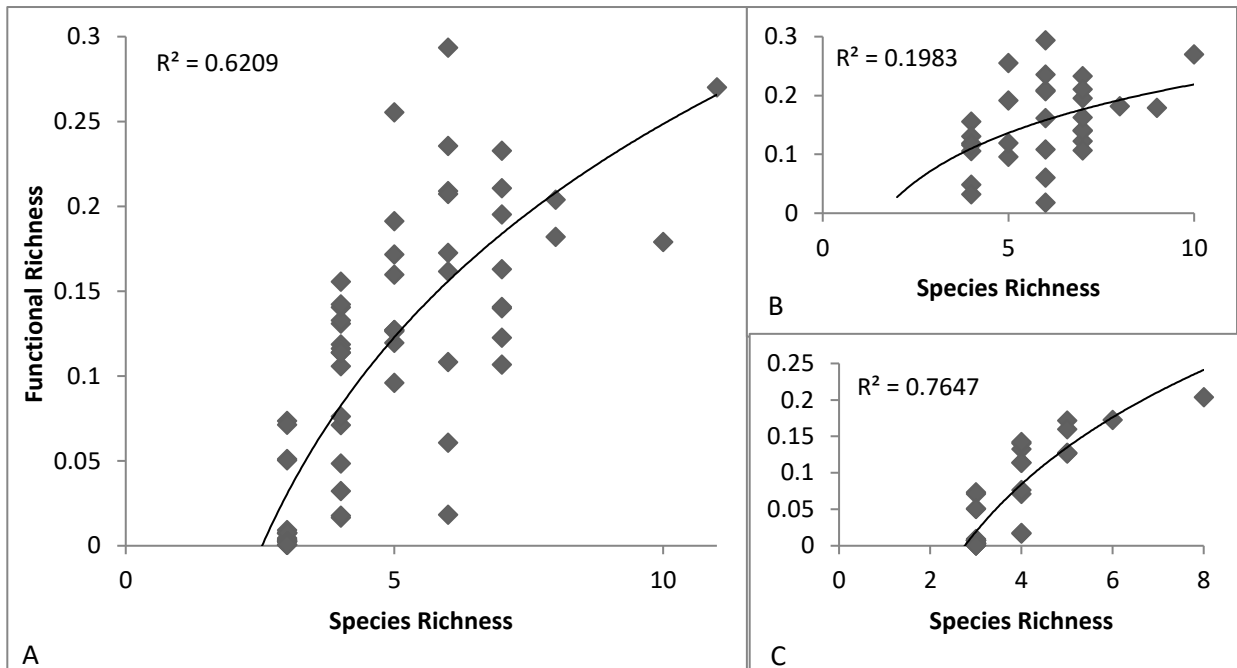 R² = 0.6209
0.3
0.25
0.2
0.15
0.1
0.05
0
0 5 10
Functional Richness
Species Richness
A
R² = 0.1983
0.3
0.2
0.1
0
0 5 10
Species Richness
B
R² = 0.7647
0.25
0.2
0.15
0.1
0.05
0
0 2 4 6 8
Species Richness
C